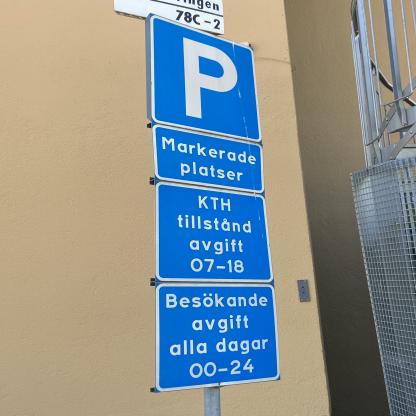 78C-2
P
Markerade
platser
KTH
tillstånd
avgift
07-18
Besökande
avgift
alla dagar
00-24